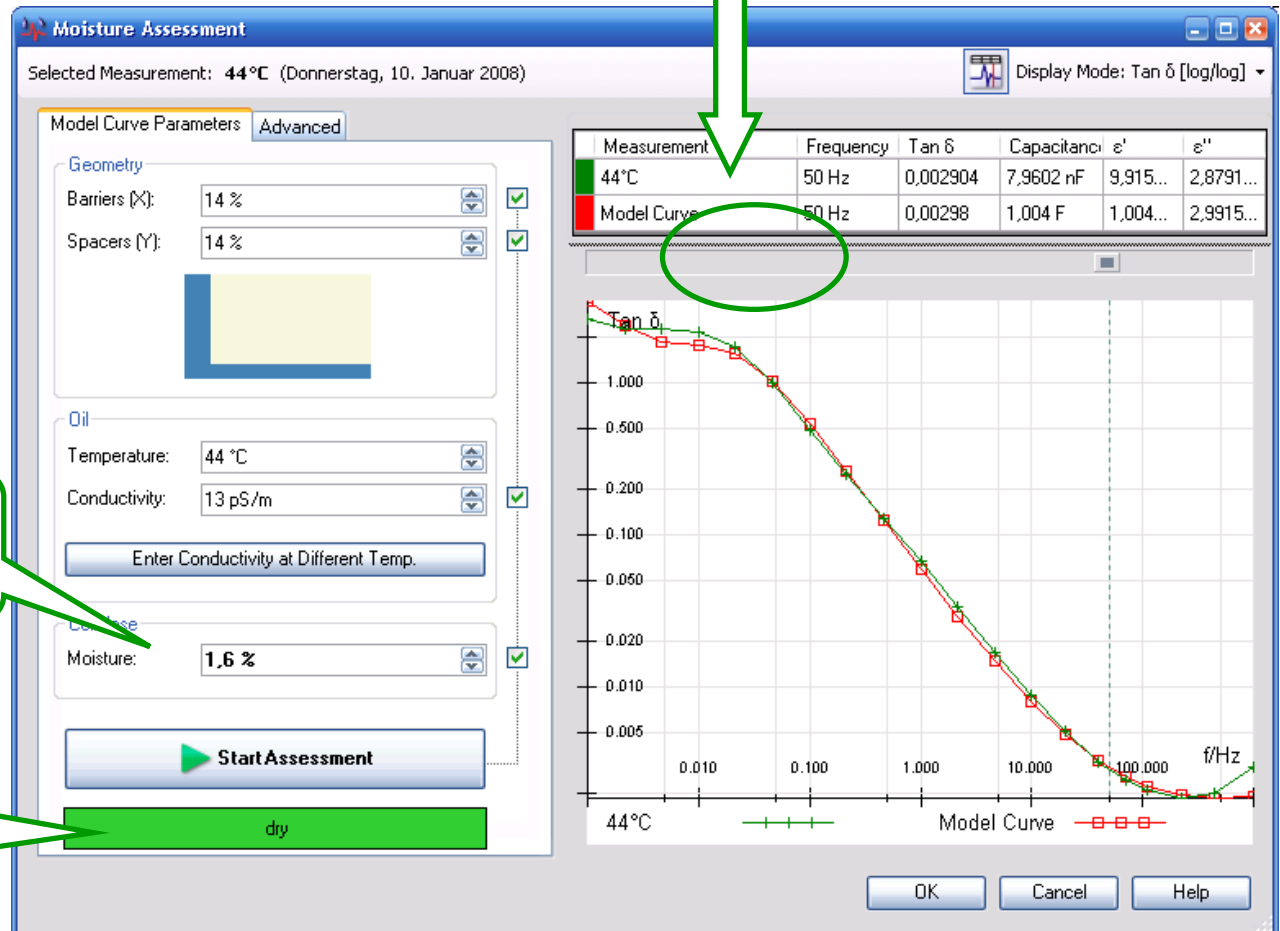 Moisture Assessment
Selected Measurement: 44°C (Donnerstag, 10. Januar 2008)
Display Mode: Tan δ [log/log]
Model Curve Parameters Advanced
Geometry
Barriers (X): 14 %
Spacers (Y): 14 %
Oil
Temperature: 44 °C
Conductivity: 13 pS/m
Enter Conductivity at Different Temp.
Moisture: 1,6 %
Start Assessment
dry
Measurement Frequency Tan δ Capacitanc ε' ε''
44°C 50 Hz 0,002904 7,9602 nF 9,915... 2,8791...
Model Curve 50 Hz 0,00298 1,004 F 1,004... 2,9915...
Tan δ
1.000
0.500
0.200
0.100
0.050
0.020
0.010
0.005
0.010 0.100 1.000 10.000 100.000 f/Hz
44°C Model Curve
OK Cancel Help